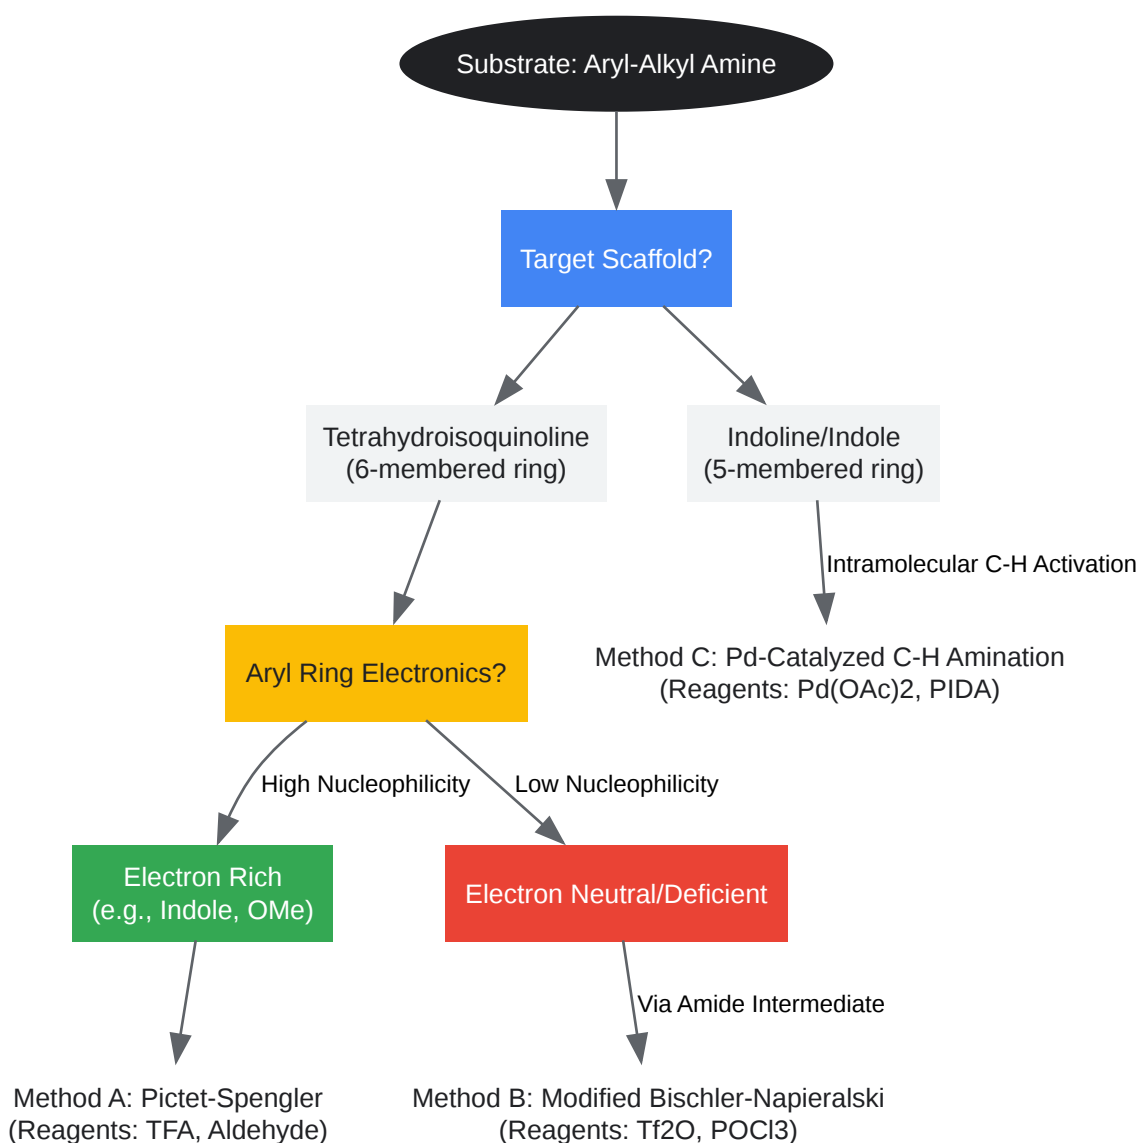 Substrate: Aryl-Alkyl Amine
Target Scaffold?
Tetrahydroisoquinoline
(6-membered ring)
Indoline/Indole
(5-membered ring)
Intramolecular C-H Activation
Aryl Ring Electronics?
Method C: Pd-Catalyzed C-H Amination
(Reagents: Pd(OAc)2, PIDA)
High Nucleophilicity
Low Nucleophilicity
Electron Rich
(e.g., Indole, OMe)
Electron Neutral/Deficient
Via Amide Intermediate
Method A: Pictet-Spengler
(Reagents: TFA, Aldehyde)
Method B: Modified Bischler-Napieralski
(Reagents: Tf2O, POCl3)